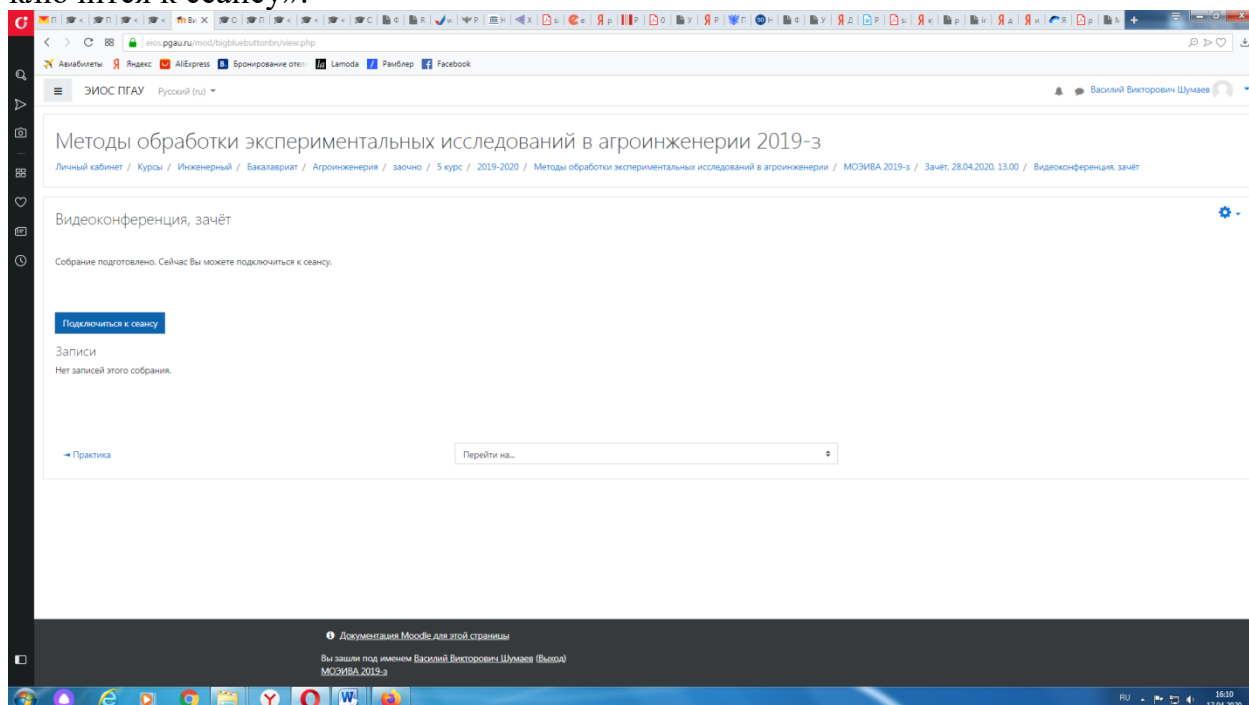 eios.pgau.ru/mod/bigbluebuttonbn/view.php
Авиабилеты Яндекс AliExpress Бронирование отел Lamoda Рамблер Facebook
ЭИОС ПГАУ Русский (ru) Василий Викторович Шумаев
Методы обработки экспериментальных исследований в агроинженерии 2019-з
Личный кабинет / Курсы / Инженерный / Бакалавриат / Агроинженерия / заочно / 5 курс / 2019-2020 / Методы обработки экспериментальных исследований в агроинженерии / МОЭИВА 2019-з / Зачёт, 28.04.2020, 13.00 / Видеоконференция, зачёт
Видеоконференция, зачёт
Собрание подготовлено. Сейчас Вы можете подключиться к сеансу.
Подключиться к сеансу
Записи
Нет записей этого собрания.
◄ Практика Перейти на...
Документация Moodle для этой страницы
Вы зашли под именем Василий Викторович Шумаев (Выход)
МОЭИВА 2019-з
RU 16:10